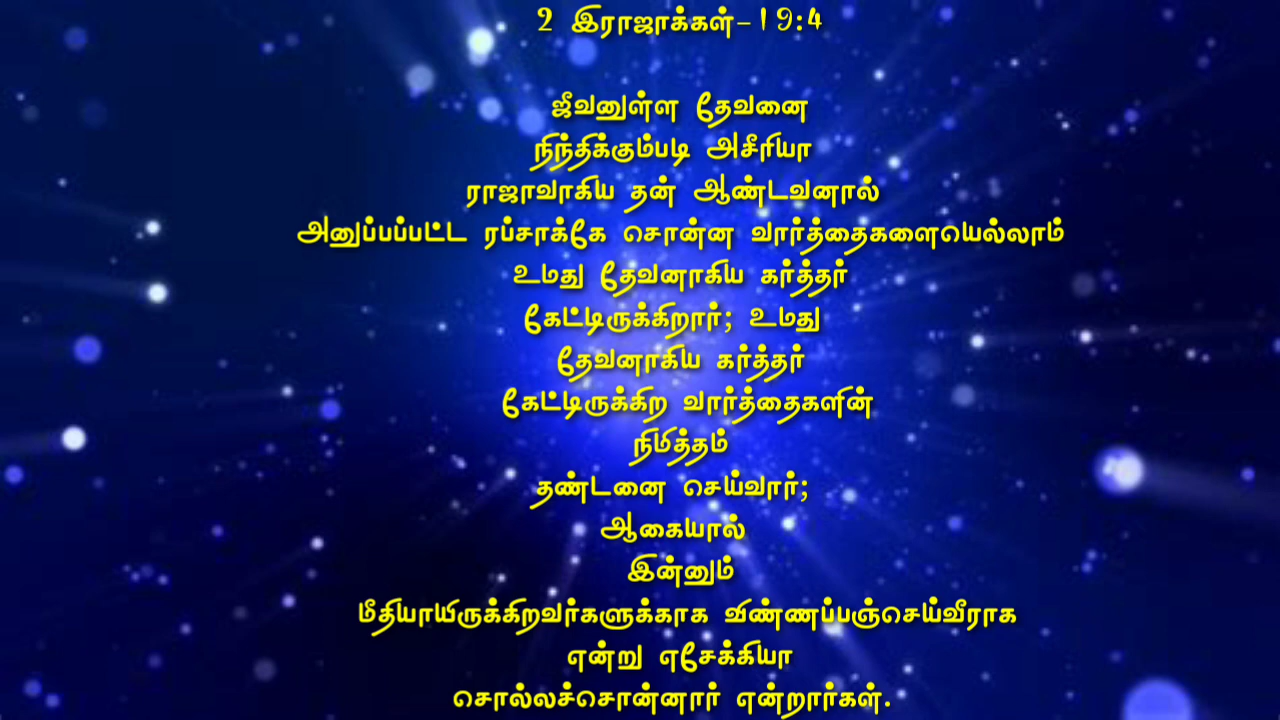 2 இராஜாக்கள்-19:4
ஜீவனுள்ள தேவனை
நிந்திக்கும்படி அசீரியா
ராஜாவாகிய தன் ஆண்டவனால்
அனுப்பப்பட்ட ரப்சாக்கே சொன்ன வார்த்தைகளையெல்லாம்
உமது தேவனாகிய கர்த்தர்
கேட்டிருக்கிறார்; உமது
தேவனாகிய கர்த்தர்
கேட்டிருக்கிற வார்த்தைகளின்
நிமித்தம்
தண்டனை செய்வார்;
ஆகையால்
இன்னும்
மீதியாயிருக்கிறவர்களுக்காக விண்ணப்பஞ்செய்வீராக
என்று எசேக்கியா
சொல்லச்சொன்னார் என்றார்கள்.